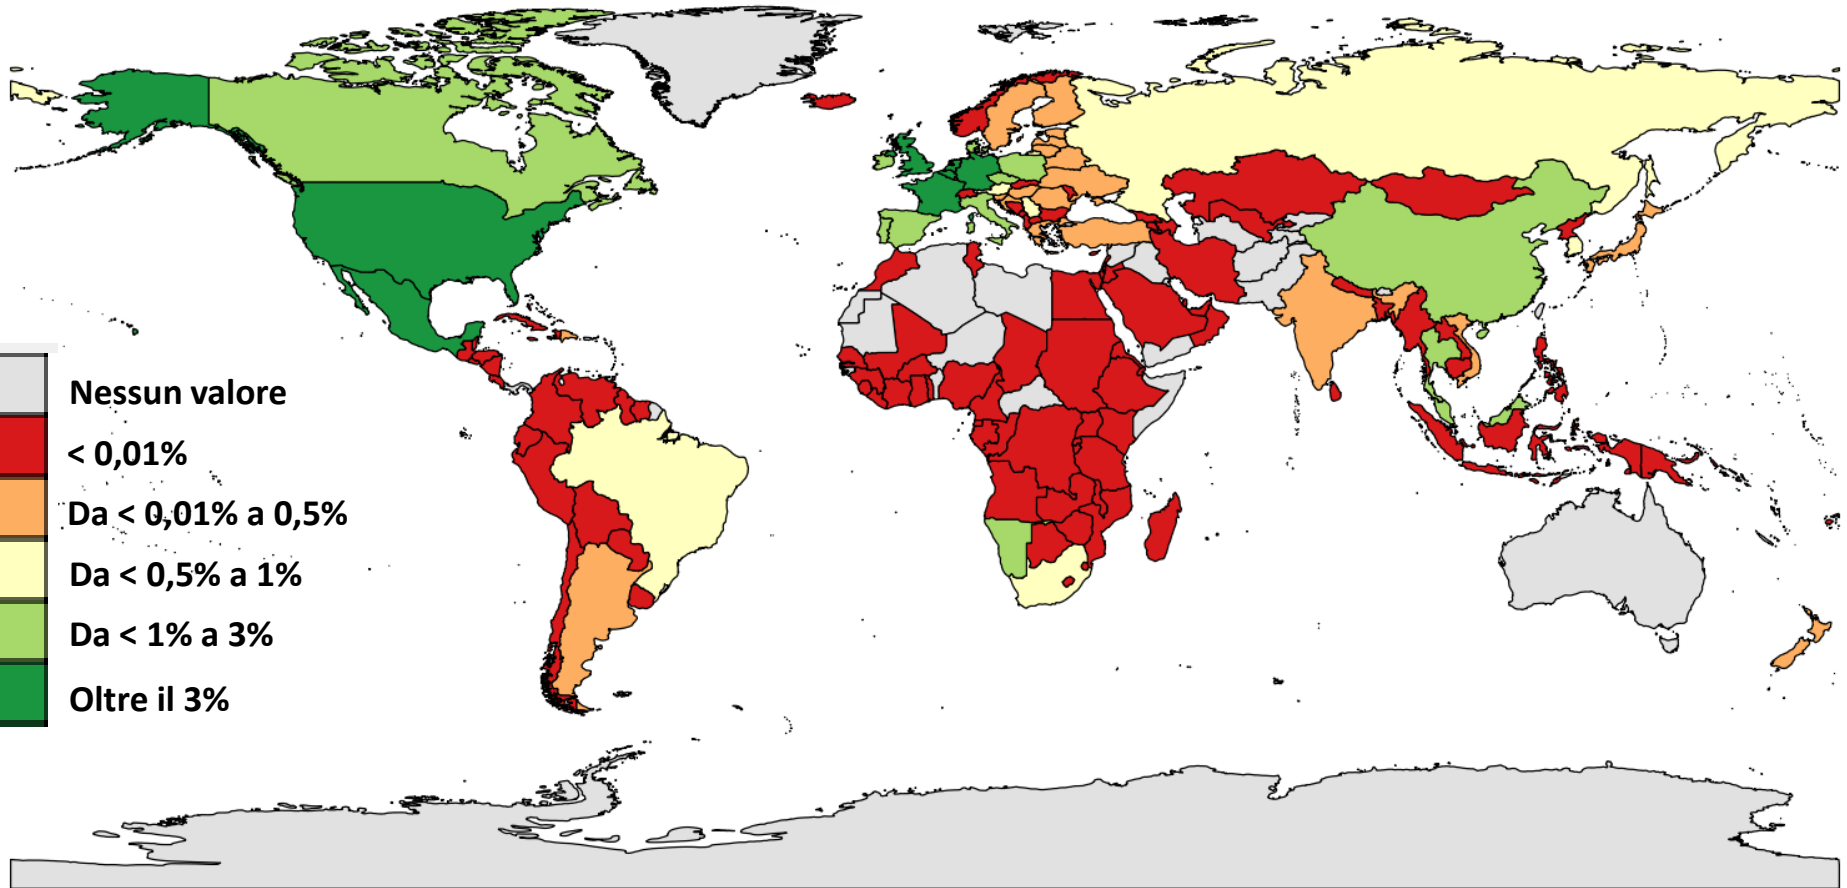 Nessun valore
< 0,01%
Da < 0,01% a 0,5%
Da < 0,5% a 1%
Da < 1% a 3%
Oltre il 3%